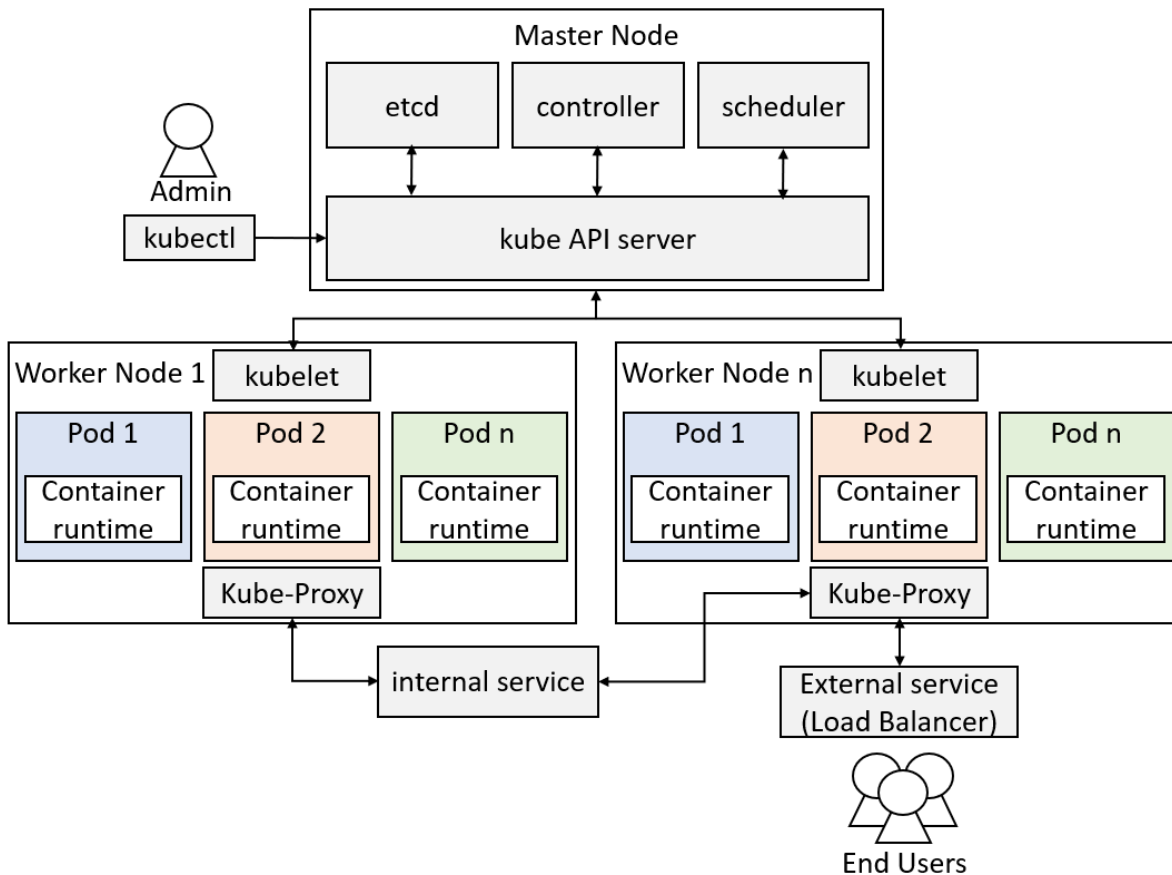 Master Node
etcd
controller
scheduler
Admin
kubectl
kube API server
Worker Node 1
kubelet
Pod 1
Pod 2
Pod n
Container
runtime
Container
runtime
Container
runtime
Kube-Proxy
Worker Node n
kubelet
Pod 1
Pod 2
Pod n
Container
runtime
Container
runtime
Container
runtime
Kube-Proxy
internal service
External service
(Load Balancer)
End Users